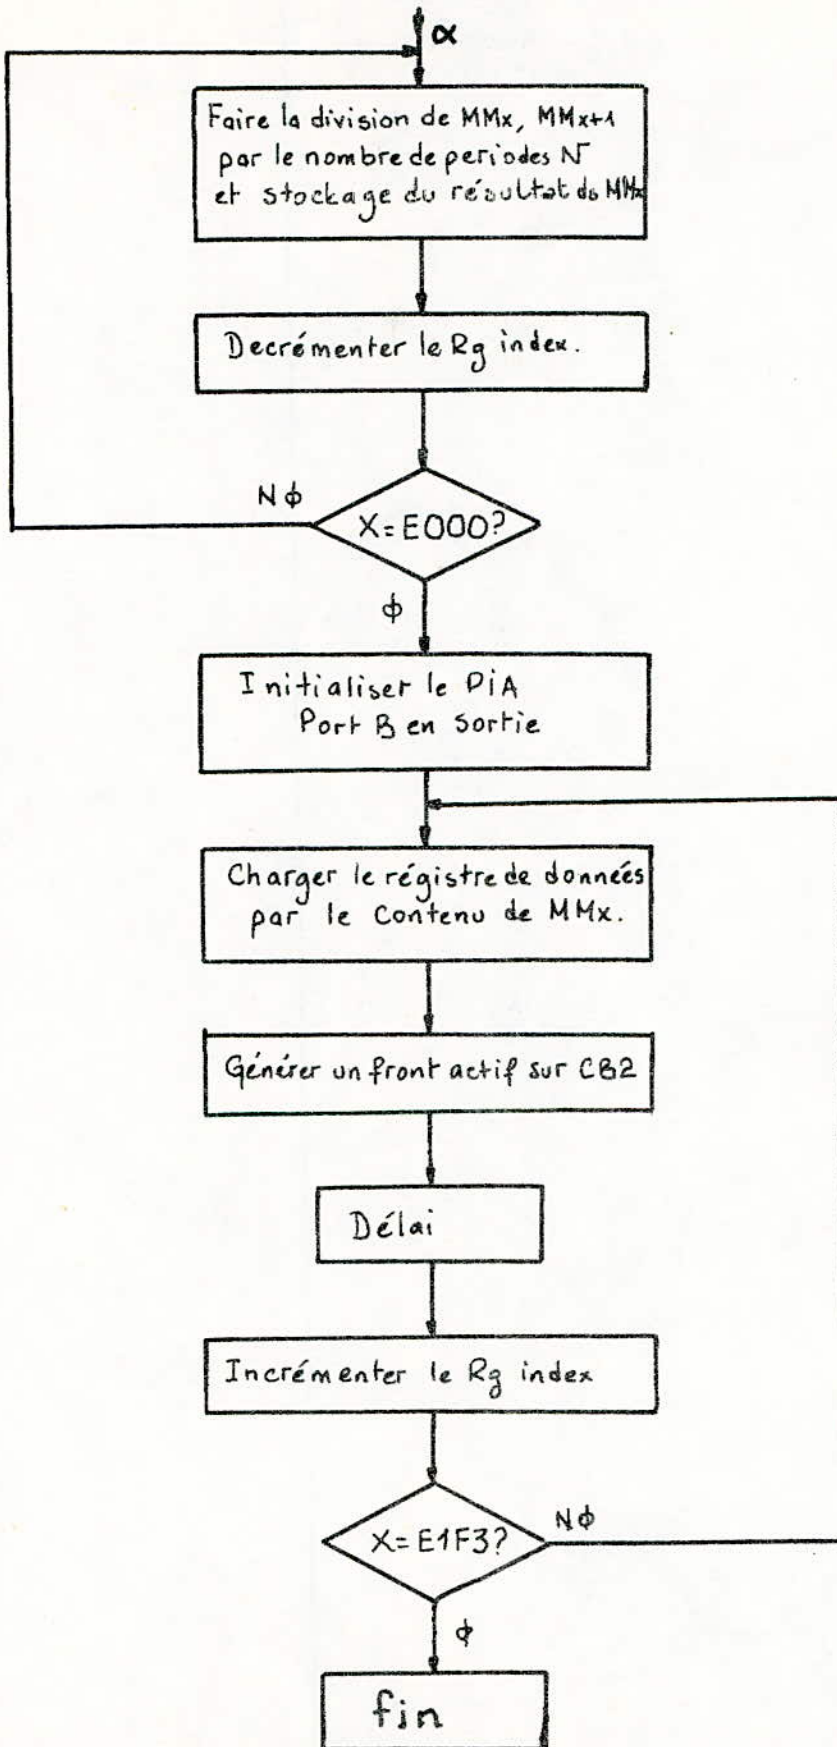 α
Faire la division de MMx, MMx+1
par le nombre de periodes N
et stockage du résultat ds MMx
Decrémenter le Rg index.
Nϕ
X=E000?
ϕ
Initialiser le PiA
Port B en sortie
Charger le régistre de données
par le Contenu de MMx.
Générer un front actif sur CB2
Délai
Incrémenter le Rg index
X=E1F3?
Nϕ
ϕ
fin